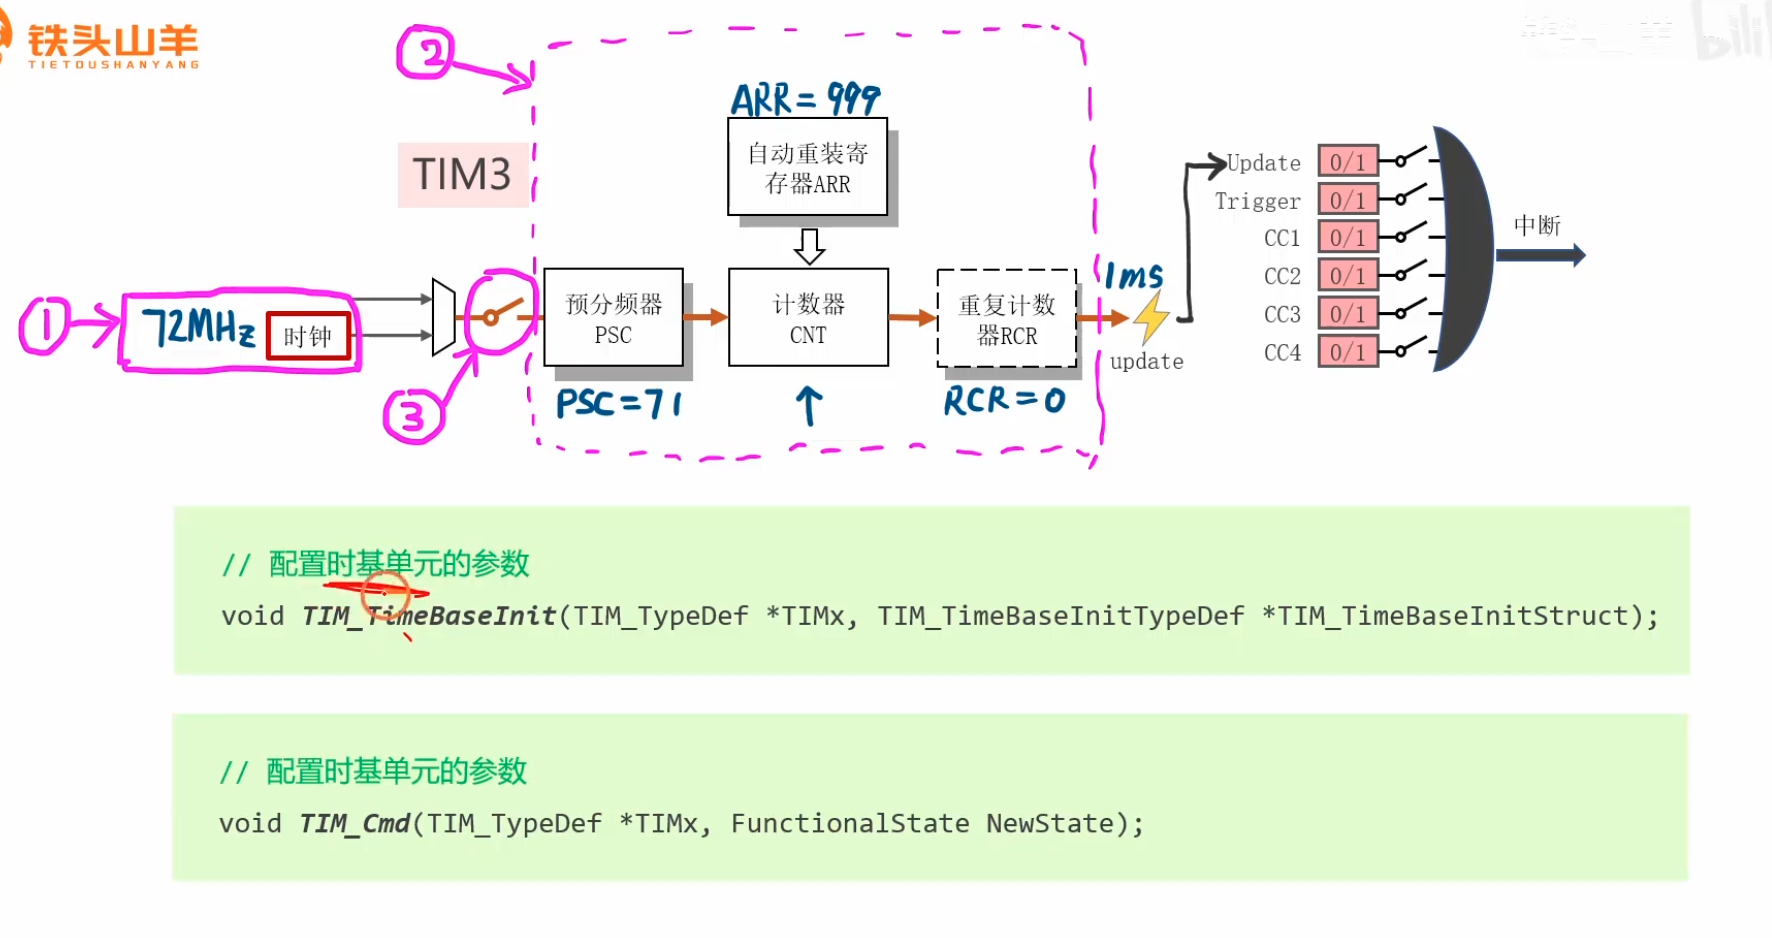 铁头山羊
TIETOUSHANYANG
②
ARR = 999
自动重装寄
存器ARR
TIM3
Update 0/1
Trigger 0/1
CC1 0/1
CC2 0/1
CC3 0/1
CC4 0/1
中断
①
72MHz
时钟
预分频器
PSC
计数器
CNT
重复计数
器RCR
1ms
update
③
PSC=71
RCR=0
// 配置时基单元的参数
void TIM_TimeBaseInit(TIM_TypeDef *TIMx, TIM_TimeBaseInitTypeDef *TIM_TimeBaseInitStruct);
// 配置时基单元的参数
void TIM_Cmd(TIM_TypeDef *TIMx, FunctionalState NewState);